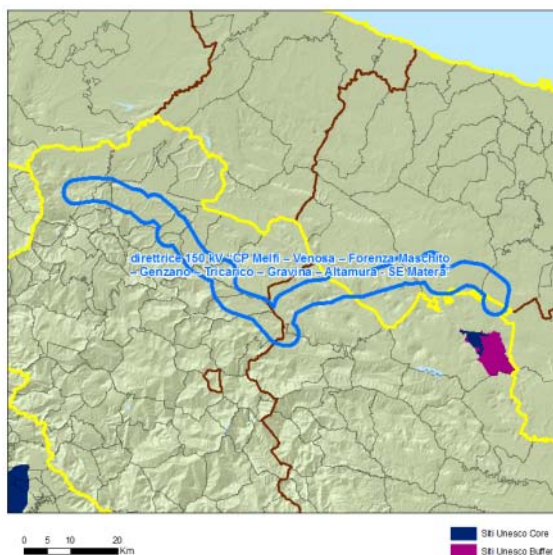 direttrice 150 kV "CP Melfi – Venosa – Forenza Maschito
– Genzano – Tricarico – Gravina – Altamura - SE Matera"
0 5 10 20
Km
Siti Unesco Core
Siti Unesco Buffer